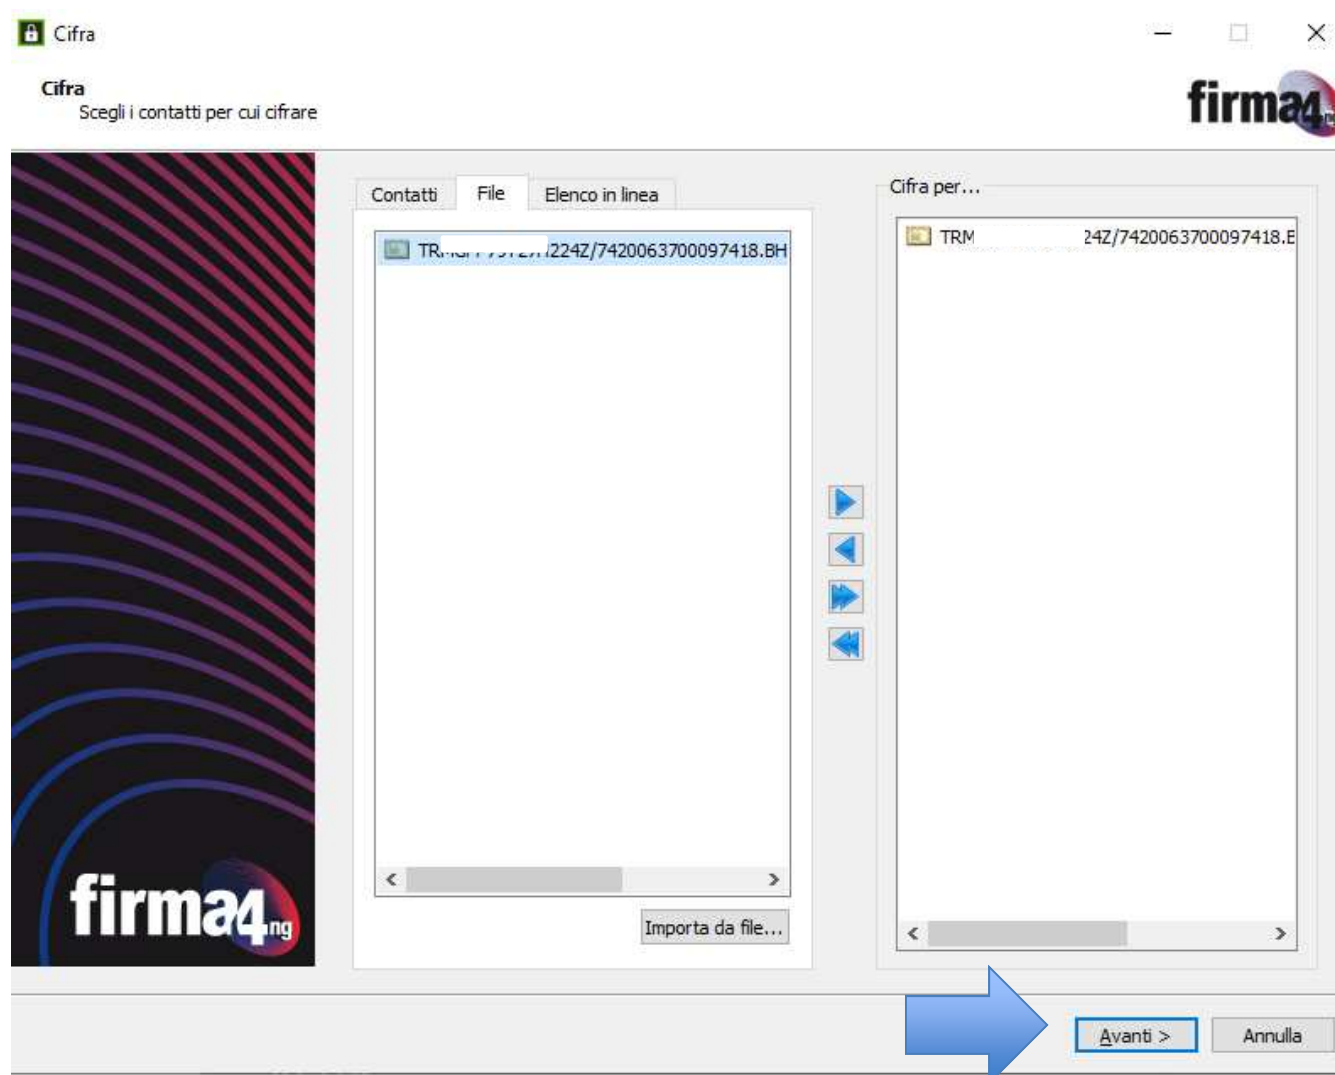 Cifra
Cifra
Scegli i contatti per cui cifrare
firma4
Contatti File Elenco in linea
Cifra per...
224Z/7420063700097418.BH
TRM 24Z/7420063700097418.B
Importa da file...
firma4ng
Avanti > Annulla